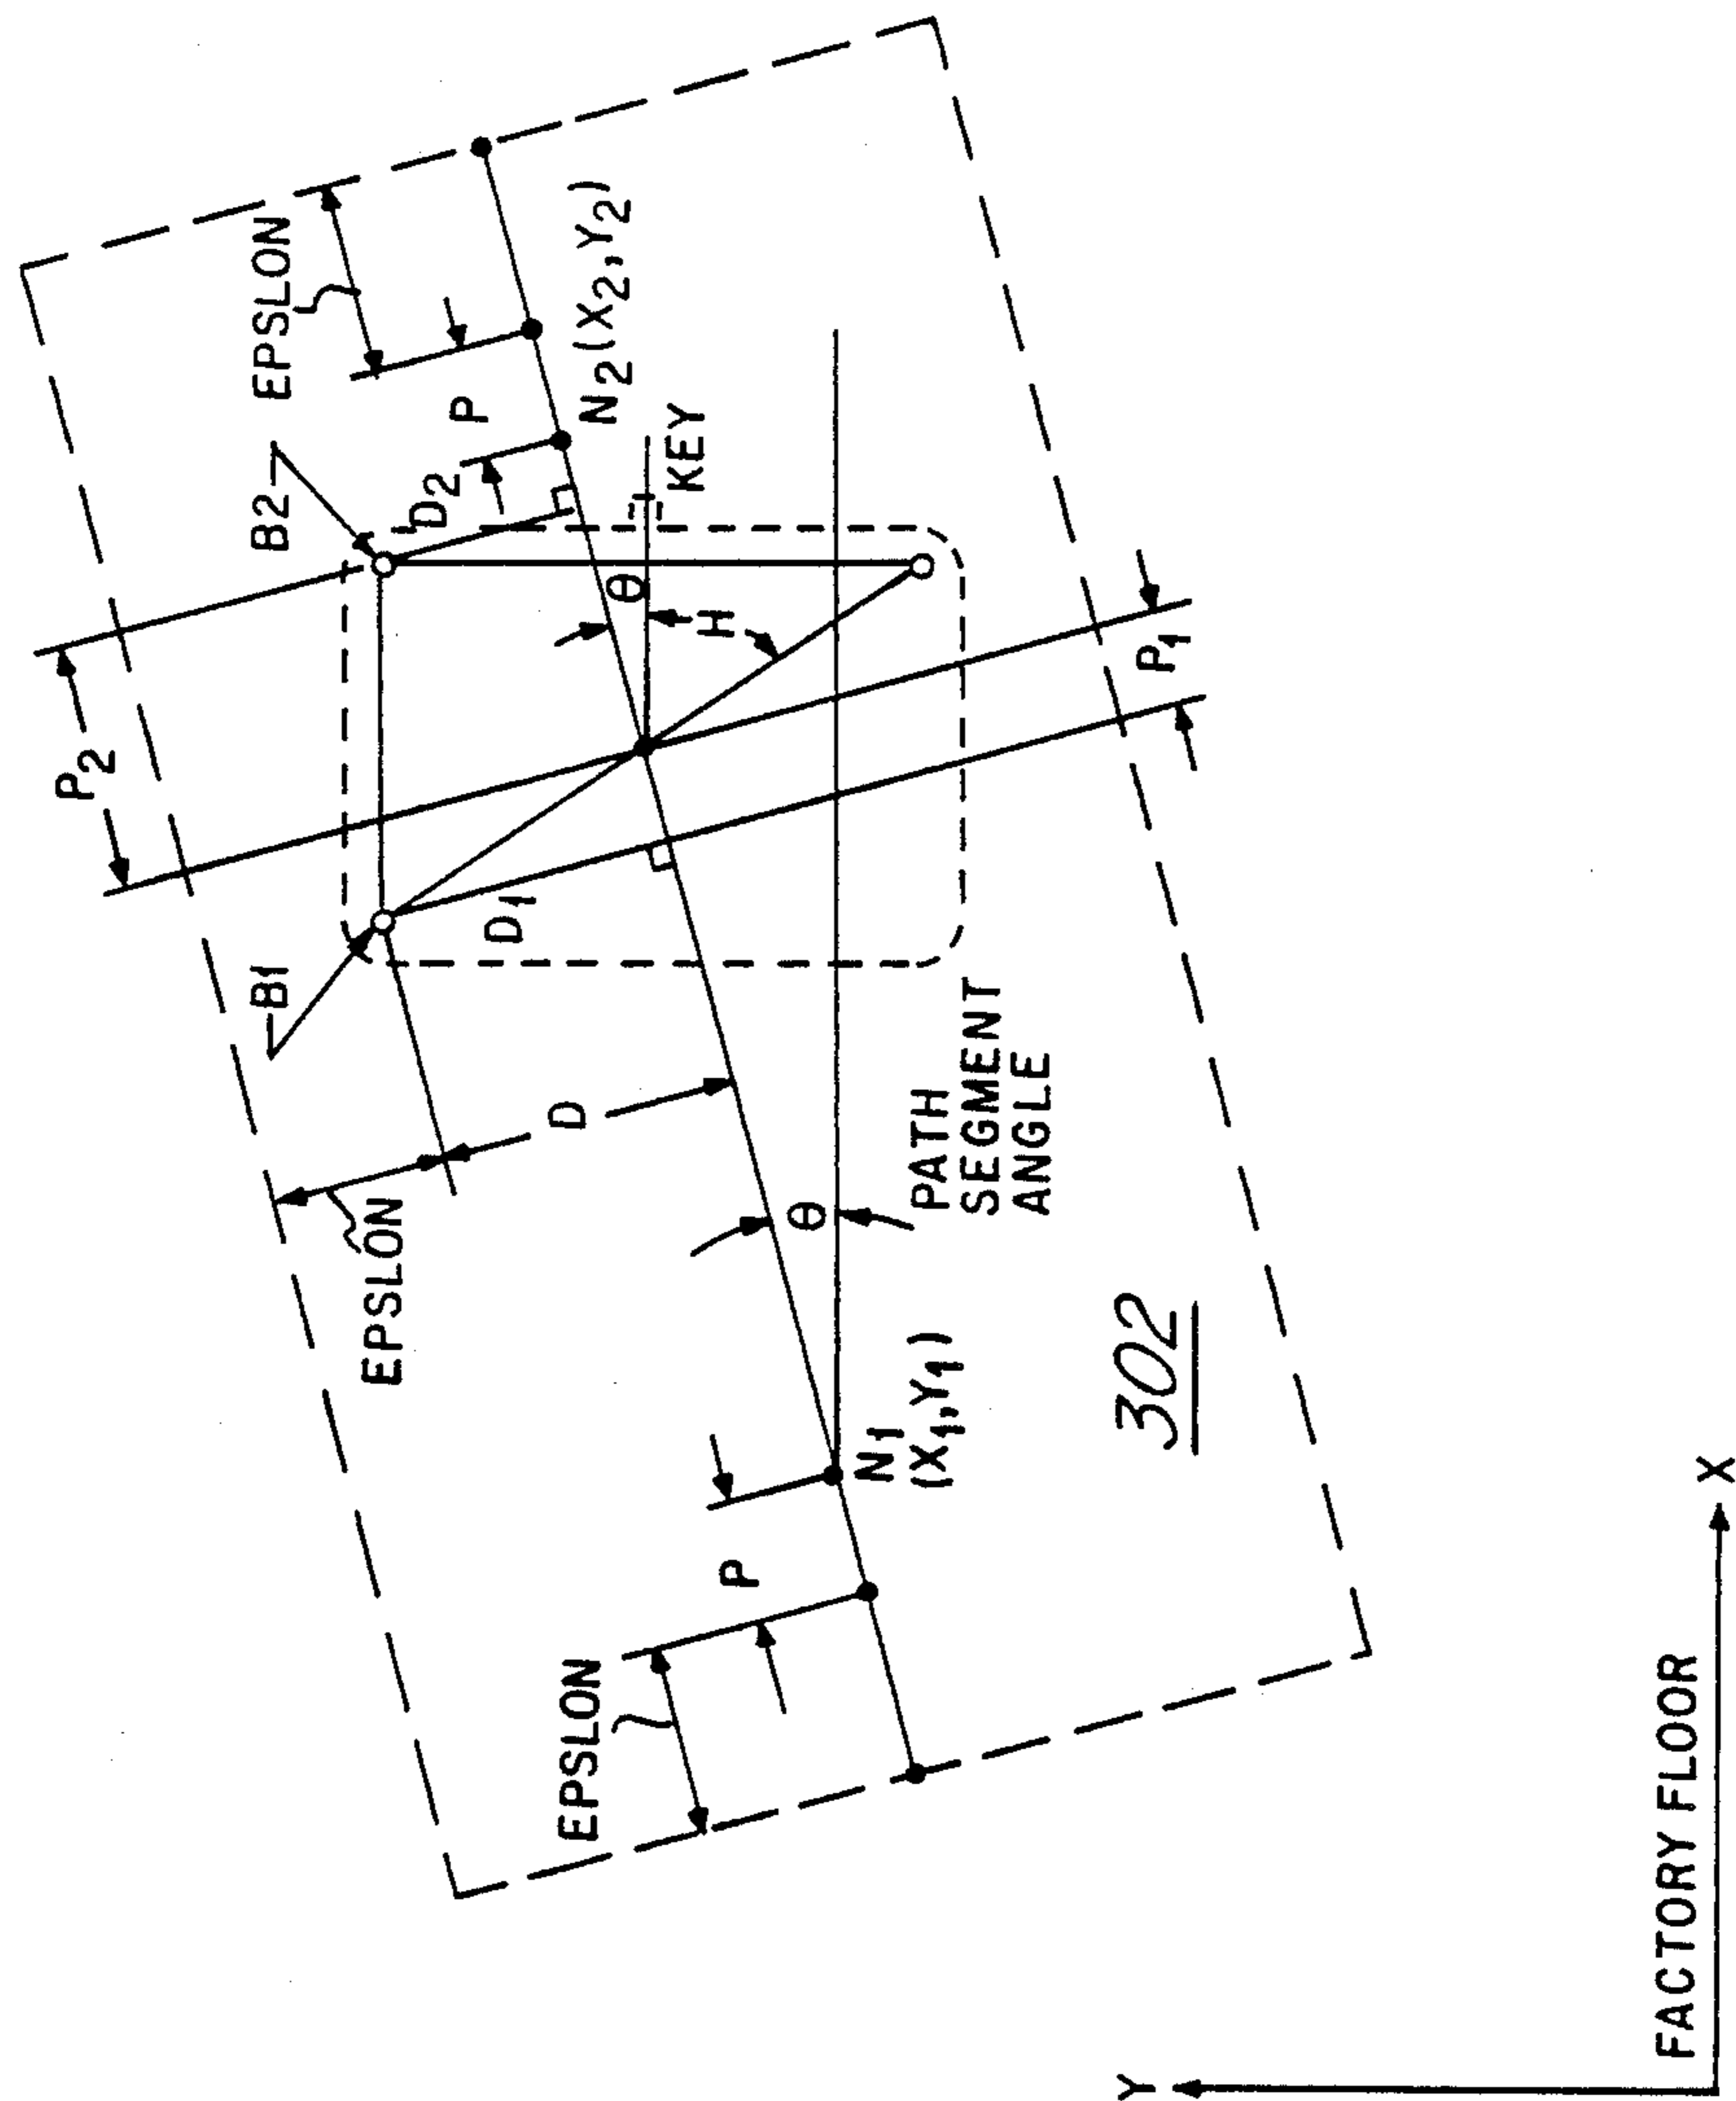 P2
B2
EPSLON
D2
P
N2(X2,Y2)
B1
D1
θ
KEY
H
EPSLON
D
P1
θ
PATH
SEGMENT
ANGLE
EPSLON
P
N1
(X1,Y1)
302
Y
FACTORY FLOOR
X